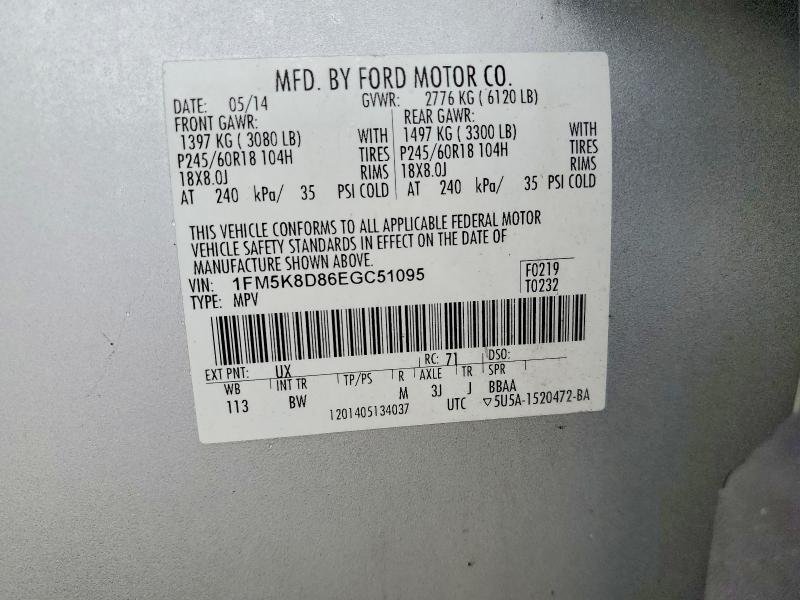 MFD. BY FORD MOTOR CO.
DATE: 05/14 GVWR: 2776 KG ( 6120 LB)
FRONT GAWR: REAR GAWR:
1397 KG ( 3080 LB) WITH 1497 KG ( 3300 LB) WITH
P245/60R18 104H TIRES P245/60R18 104H TIRES
18X8.0J RIMS 18X8.0J RIMS
AT 240 kPa/ 35 PSI COLD AT 240 kPa/ 35 PSI COLD
THIS VEHICLE CONFORMS TO ALL APPLICABLE FEDERAL MOTOR
VEHICLE SAFETY STANDARDS IN EFFECT ON THE DATE OF
MANUFACTURE SHOWN ABOVE.
VIN: 1FM5K8D86EGC51095 F0219
TYPE: MPV T0232
EXT PNT: UX RC: 71 DSO:
WB INT TR TP/PS R AXLE TR SPR
113 BW M 3J J BBAA
1201405134037 UTC ▽5U5A-1520472-BA